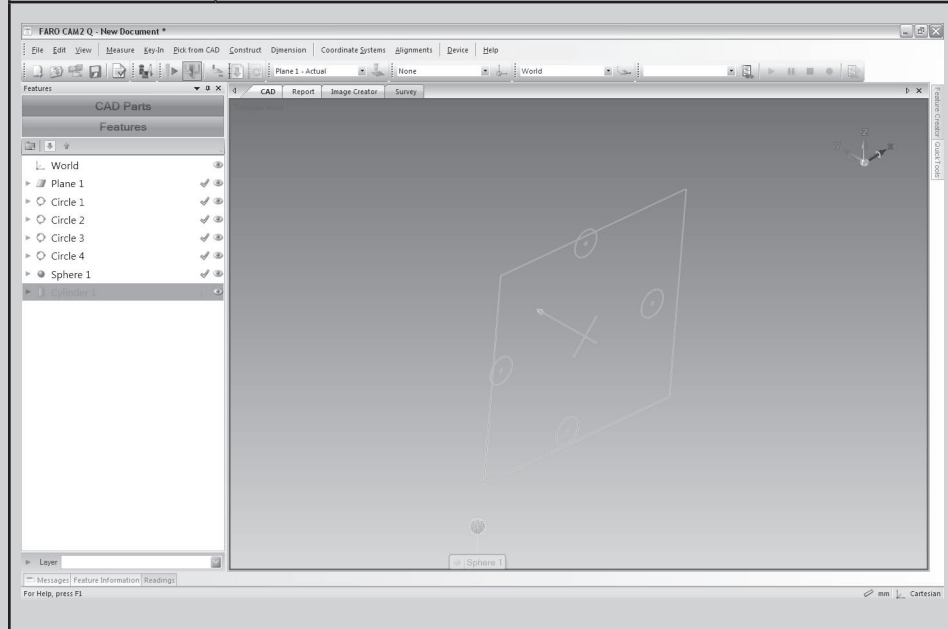 FARO CAM2 Q - New Document *
File Edit View Measure Key-In Pick from CAD Construct Dimension Coordinate Systems Alignments Device Help
Plane 1 - Actual None World
Features
CAD Report Image Creator Survey
CAD Parts
Features
World
Plane 1
Circle 1
Circle 2
Circle 3
Circle 4
Sphere 1
Cylinder 1
Z
X
Feature Creator
QuickTools
Sphere 1
Layer
Messages Feature Information Readings
For Help, press F1
mm Cartesian